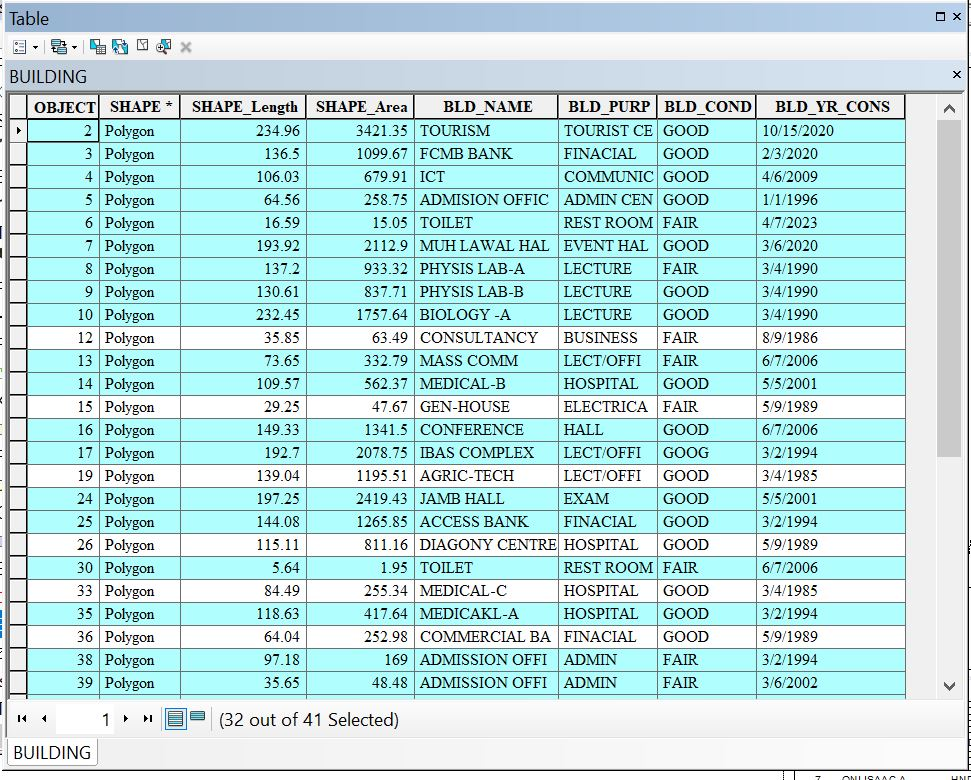 Table
BUILDING
OBJECT SHAPE * SHAPE_Length SHAPE_Area BLD_NAME BLD_PURP BLD_COND BLD_YR_CONS
2 Polygon 234.96 3421.35 TOURISM TOURIST CE GOOD 10/15/2020
3 Polygon 136.5 1099.67 FCMB BANK FINACIAL GOOD 2/3/2020
4 Polygon 106.03 679.91 ICT COMMUNIC GOOD 4/6/2009
5 Polygon 64.56 258.75 ADMISION OFFIC ADMIN CEN GOOD 1/1/1996
6 Polygon 16.59 15.05 TOILET REST ROOM FAIR 4/7/2023
7 Polygon 193.92 2112.9 MUH LAWAL HAL EVENT HAL GOOD 3/6/2020
8 Polygon 137.2 933.32 PHYSIS LAB-A LECTURE FAIR 3/4/1990
9 Polygon 130.61 837.71 PHYSIS LAB-B LECTURE GOOD 3/4/1990
10 Polygon 232.45 1757.64 BIOLOGY -A LECTURE GOOD 3/4/1990
12 Polygon 35.85 63.49 CONSULTANCY BUSINESS FAIR 8/9/1986
13 Polygon 73.65 332.79 MASS COMM LECT/OFFI FAIR 6/7/2006
14 Polygon 109.57 562.37 MEDICAL-B HOSPITAL GOOD 5/5/2001
15 Polygon 29.25 47.67 GEN-HOUSE ELECTRICA FAIR 5/9/1989
16 Polygon 149.33 1341.5 CONFERENCE HALL GOOD 6/7/2006
17 Polygon 192.7 2078.75 IBAS COMPLEX LECT/OFFI GOOG 3/2/1994
19 Polygon 139.04 1195.51 AGRIC-TECH LECT/OFFI GOOD 3/4/1985
24 Polygon 197.25 2419.43 JAMB HALL EXAM GOOD 5/5/2001
25 Polygon 144.08 1265.85 ACCESS BANK FINACIAL GOOD 3/2/1994
26 Polygon 115.11 811.16 DIAGONY CENTRE HOSPITAL GOOD 5/9/1989
30 Polygon 5.64 1.95 TOILET REST ROOM FAIR 6/7/2006
33 Polygon 84.49 255.34 MEDICAL-C HOSPITAL GOOD 3/4/1985
35 Polygon 118.63 417.64 MEDICAKL-A HOSPITAL GOOD 3/2/1994
36 Polygon 64.04 252.98 COMMERCIAL BA FINACIAL GOOD 5/9/1989
38 Polygon 97.18 169 ADMISSION OFFI ADMIN FAIR 3/2/1994
39 Polygon 35.65 48.48 ADMISSION OFFI ADMIN FAIR 3/6/2002
1 (32 out of 41 Selected)
BUILDING